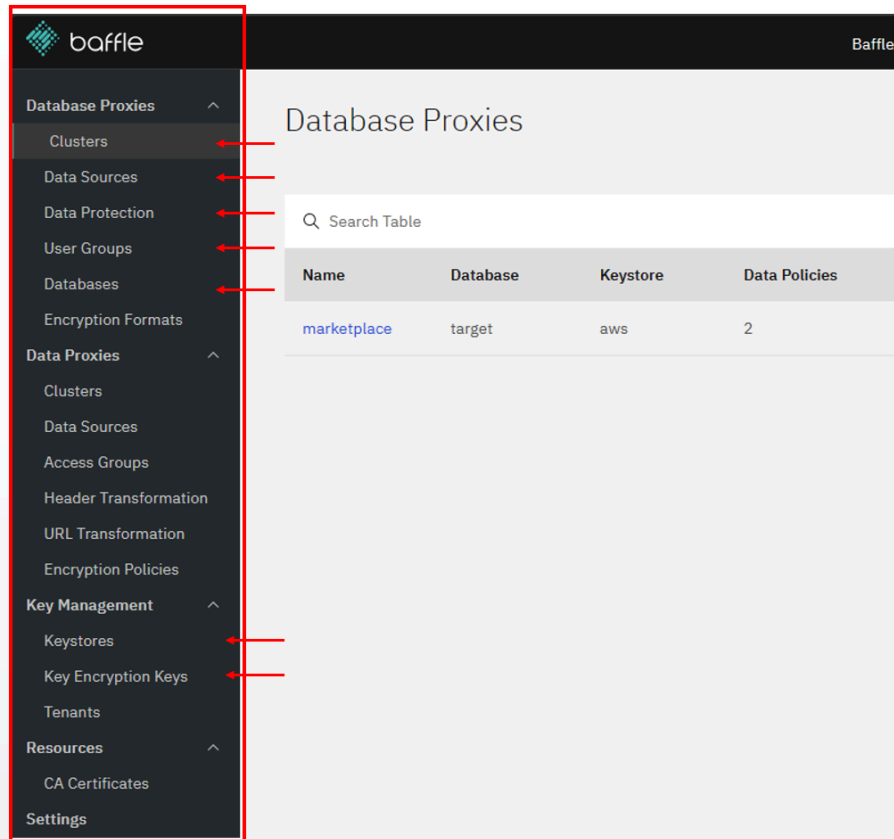 baffle
Baffle
Database Proxies
Clusters
Data Sources
Data Protection
User Groups
Databases
Encryption Formats
Data Proxies
Clusters
Data Sources
Access Groups
Header Transformation
URL Transformation
Encryption Policies
Key Management
Keystores
Key Encryption Keys
Tenants
Resources
CA Certificates
Settings
Database Proxies
Search Table
Name Database Keystore Data Policies
marketplace target aws 2